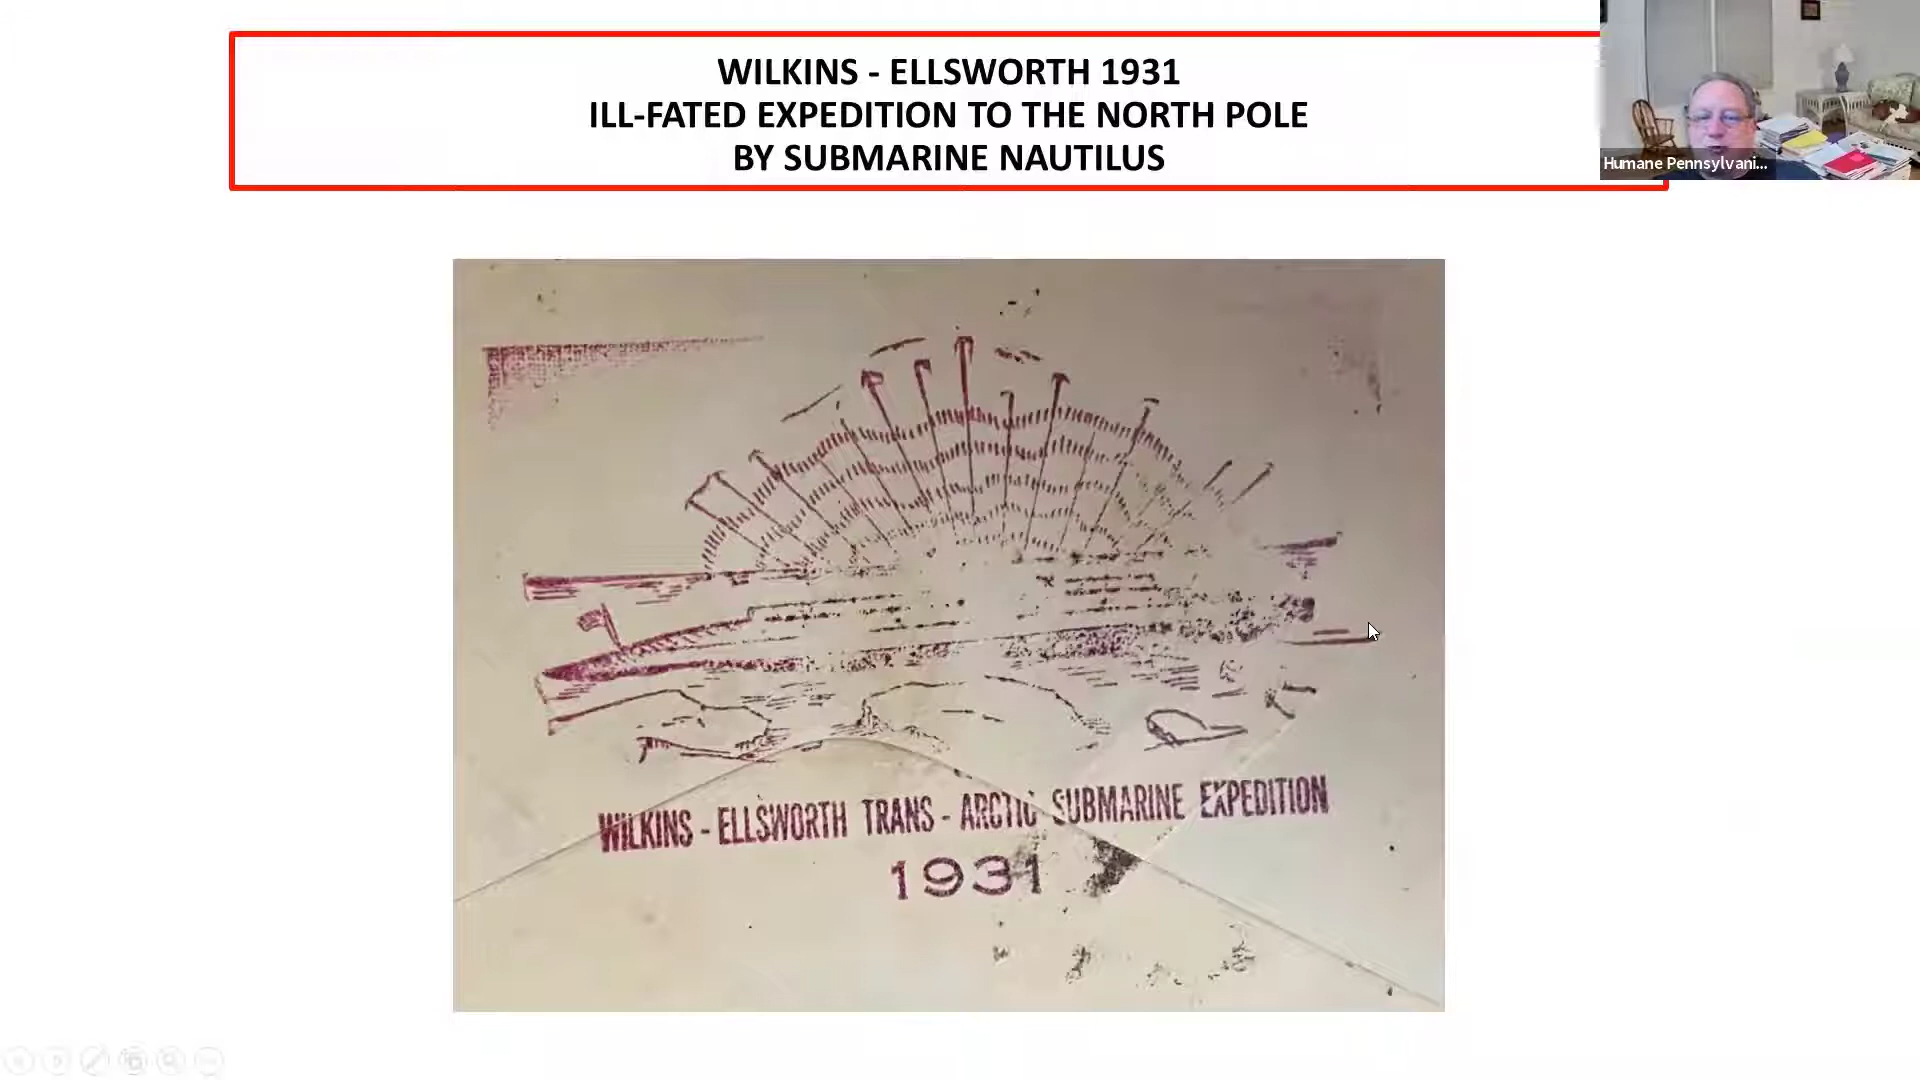 WILKINS - ELLSWORTH 1931
ILL-FATED EXPEDITION TO THE NORTH POLE
BY SUBMARINE NAUTILUS
Humane Pennsylvani...
WILKINS - ELLSWORTH TRANS - ARCTIC SUBMARINE EXPEDITION
1931